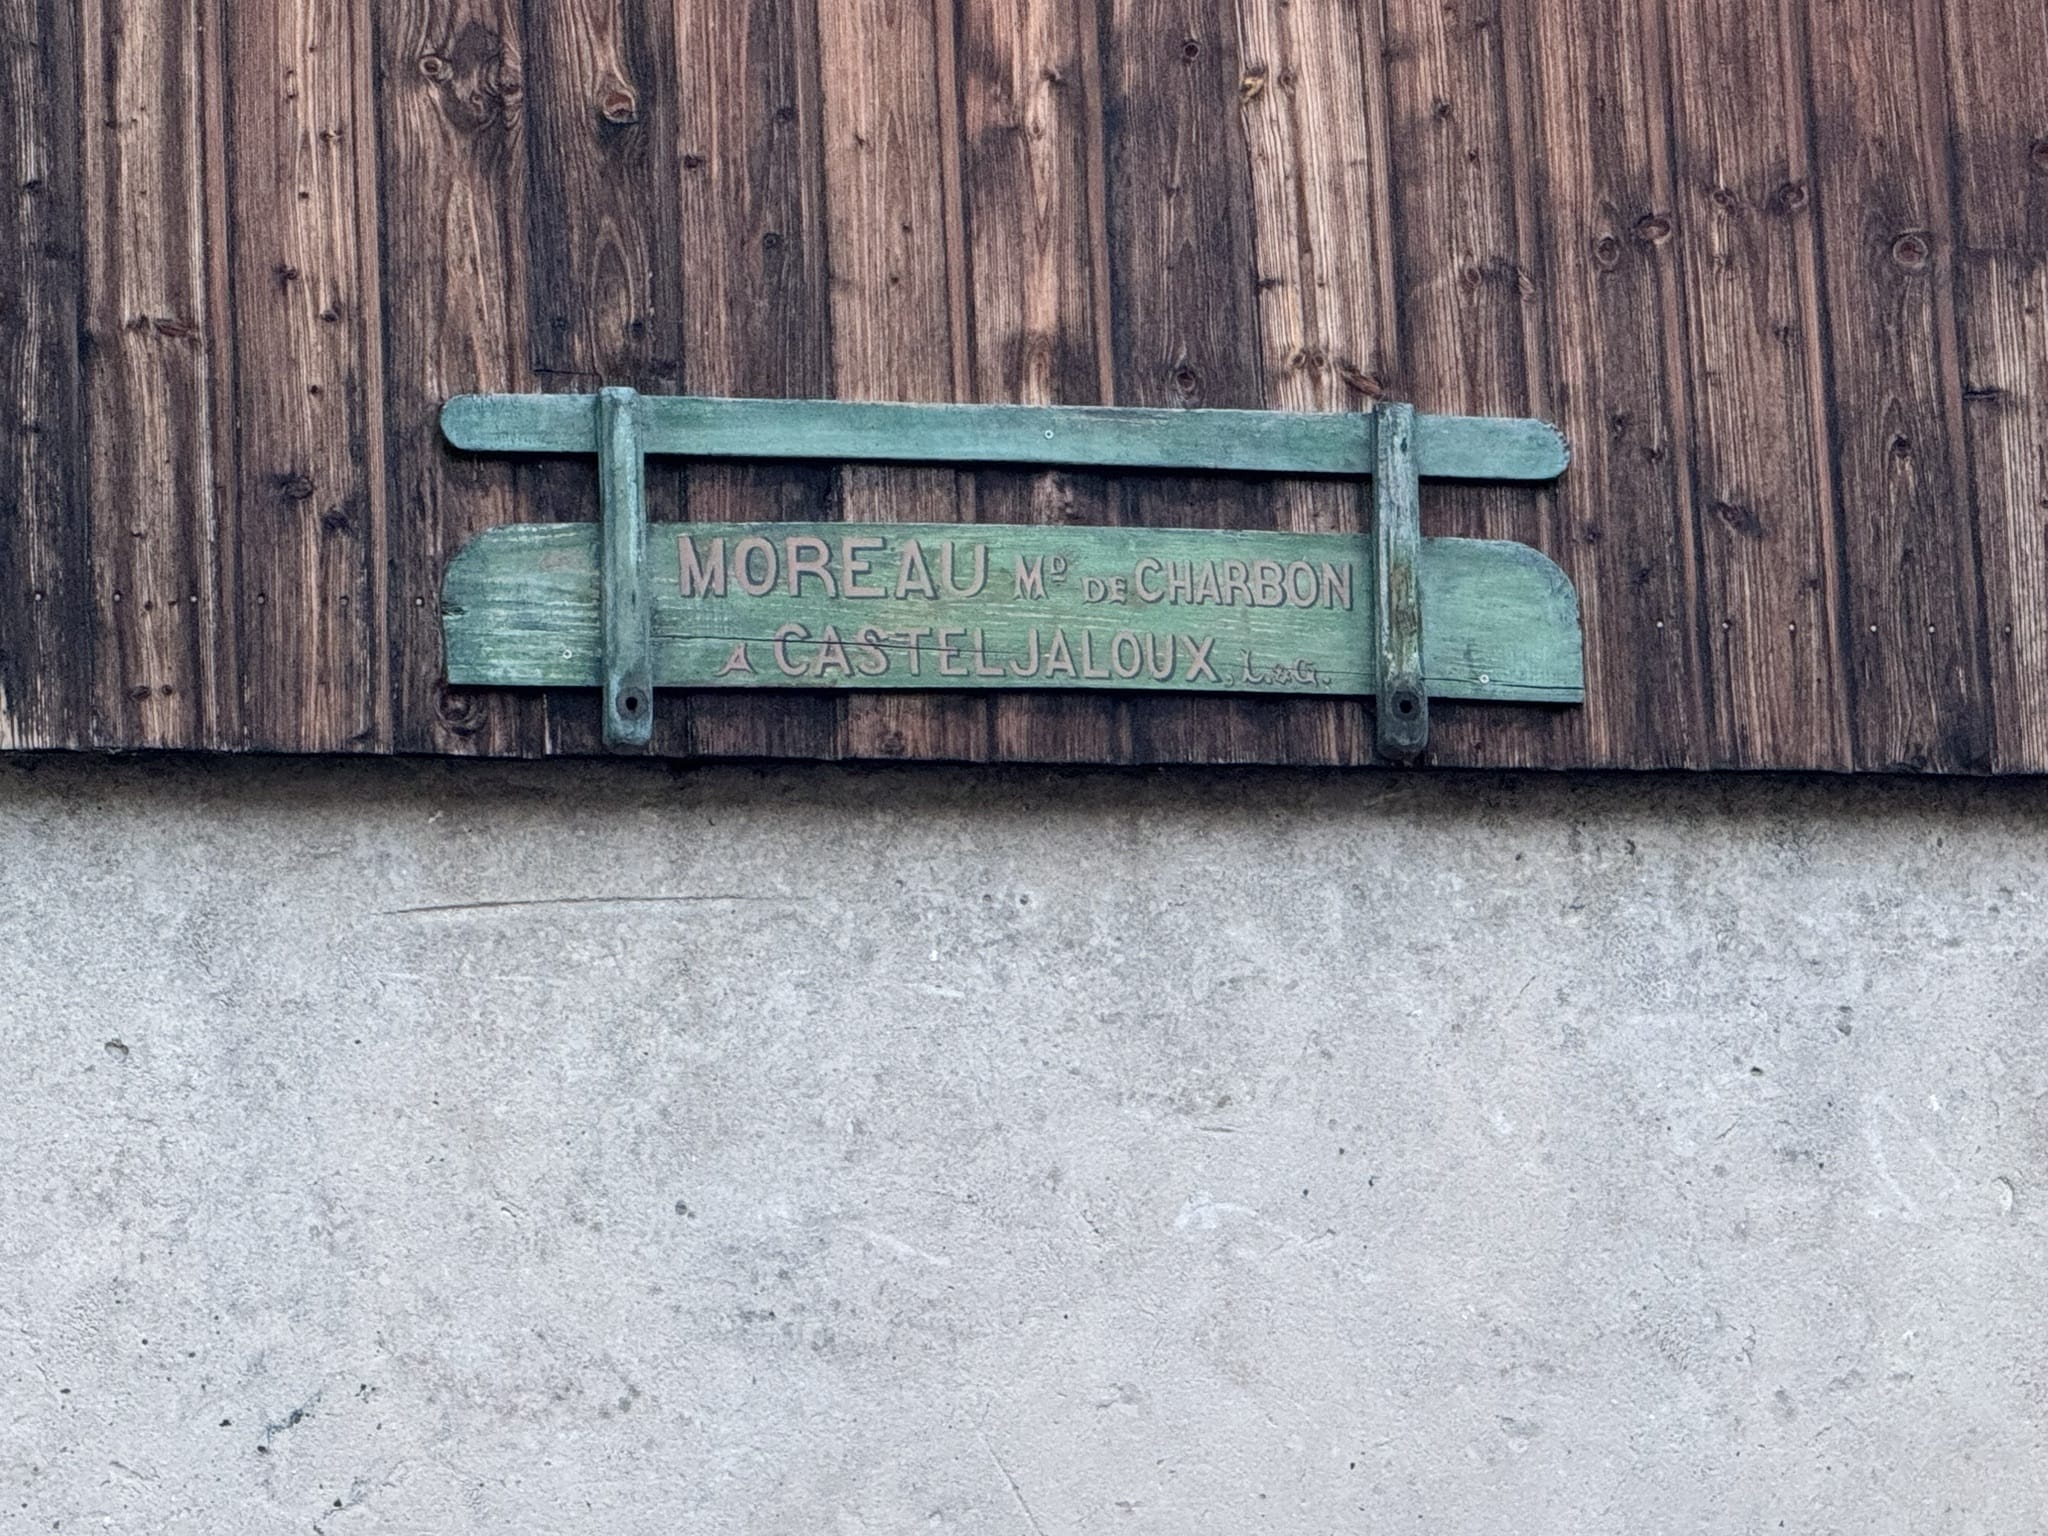 MOREAU Mᴰ DE CHARBON
A CASTELJALOUX, L.&G.